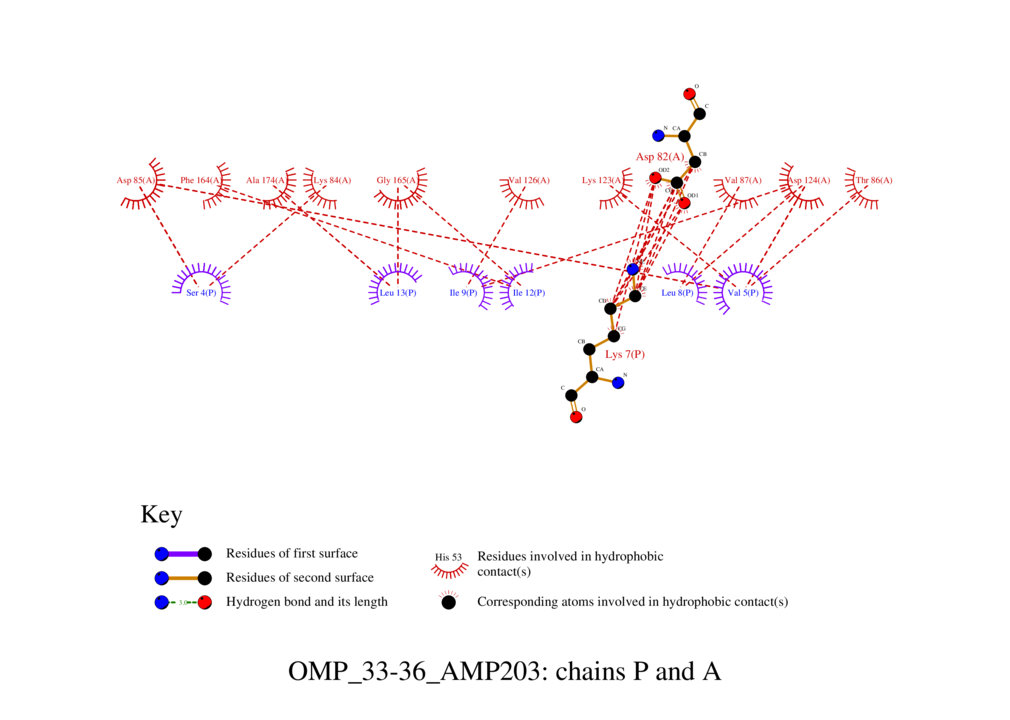 O
C
N CA
CB
Asp 82(A)
OD2
OD1
Asp 85(A) Phe 164(A) Ala 174(A) Lys 84(A) Gly 165(A) Val 126(A) Lys 123(A) Val 87(A) Asp 124(A) Thr 86(A)
Ser 4(P) Leu 13(P) Ile 9(P) Ile 12(P) Leu 8(P) Val 5(P)
CG
CB
Lys 7(P)
CA
N
C
O
Key
Residues of first surface
Residues of second surface
3.0
Hydrogen bond and its length
His 53
Residues involved in hydrophobic
contact(s)
Corresponding atoms involved in hydrophobic contact(s)
OMP_33-36_AMP203: chains P and A